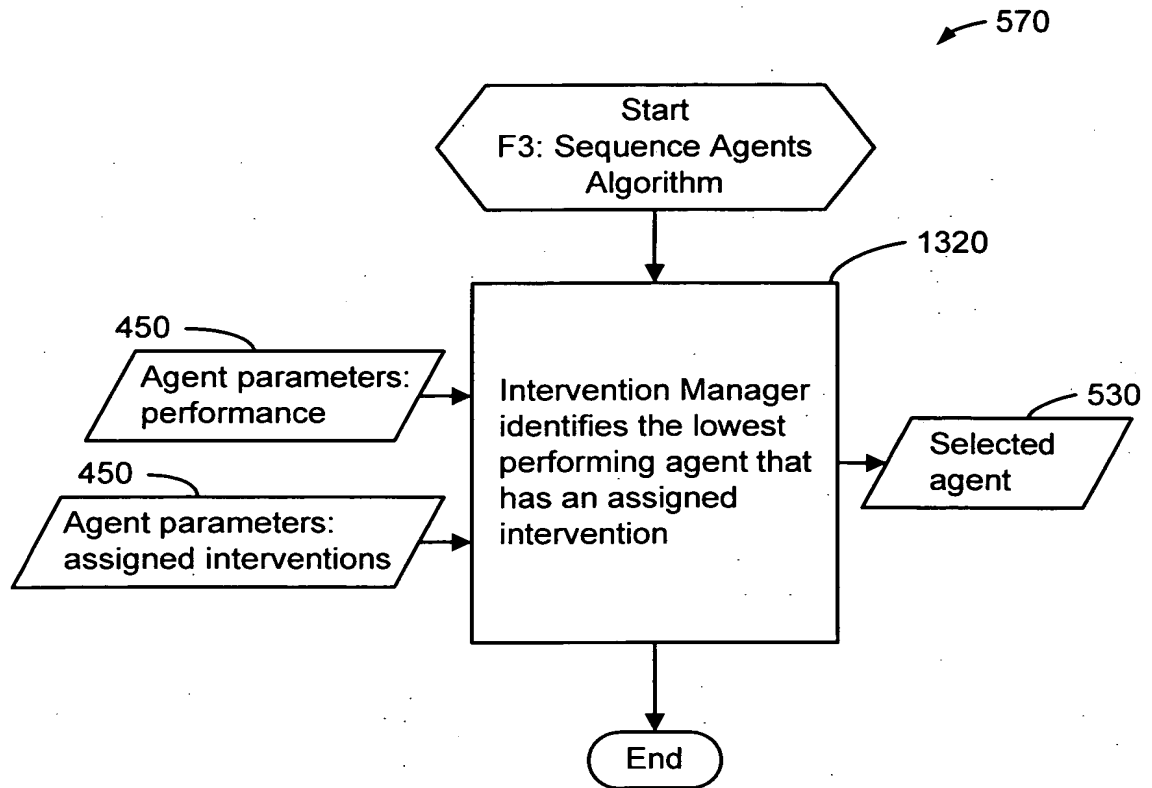 570
Start
F3: Sequence Agents
Algorithm
1320
450
Agent parameters:
performance
450
Agent parameters:
assigned interventions
Intervention Manager
identifies the lowest
performing agent that
has an assigned
intervention
530
Selected
agent
End